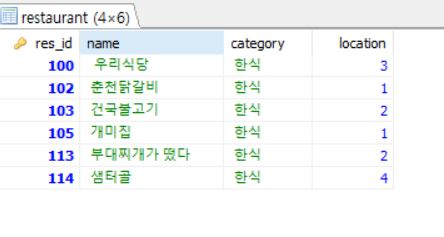 restaurant (4×6)
res_id name category location
100 우리식당 한식 3
102 춘천닭갈비 한식 1
103 건국불고기 한식 2
105 개미집 한식 1
113 부대찌개가 떴다 한식 2
114 샘터골 한식 4